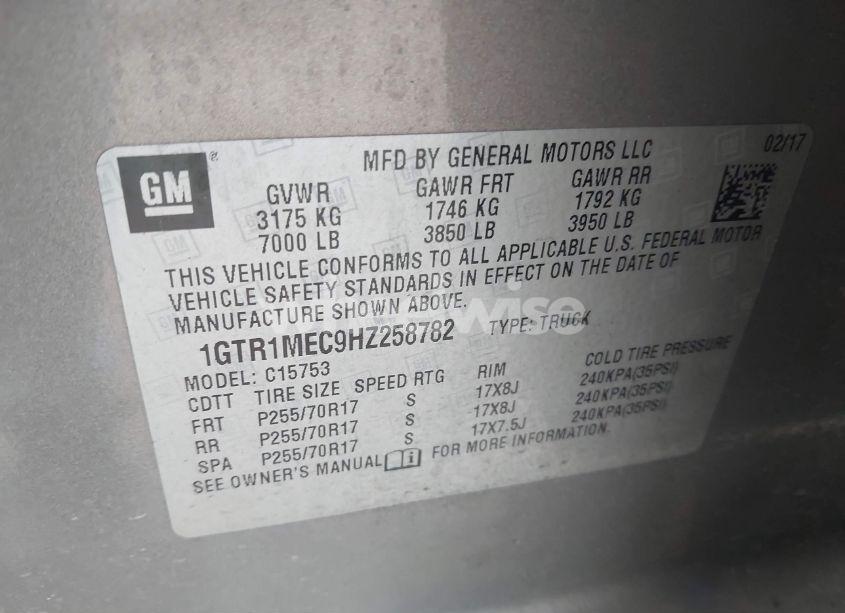 GM
MFD BY GENERAL MOTORS LLC 02/17
GVWR GAWR FRT GAWR RR
3175 KG 1746 KG 1792 KG
7000 LB 3850 LB 3950 LB
THIS VEHICLE CONFORMS TO ALL APPLICABLE U.S. FEDERAL MOTOR
VEHICLE SAFETY STANDARDS IN EFFECT ON THE DATE OF
MANUFACTURE SHOWN ABOVE.
1GTR1MEC9HZ258782 TYPE: TRUCK
MODEL: C15753
CDTT TIRE SIZE SPEED RTG RIM COLD TIRE PRESSURE
FRT P255/70R17 S 17X8J 240KPA(35PSI)
RR P255/70R17 S 17X8J 240KPA(35PSI)
SPA P255/70R17 S 17X7.5J 240KPA(35PSI)
SEE OWNER'S MANUAL FOR MORE INFORMATION.